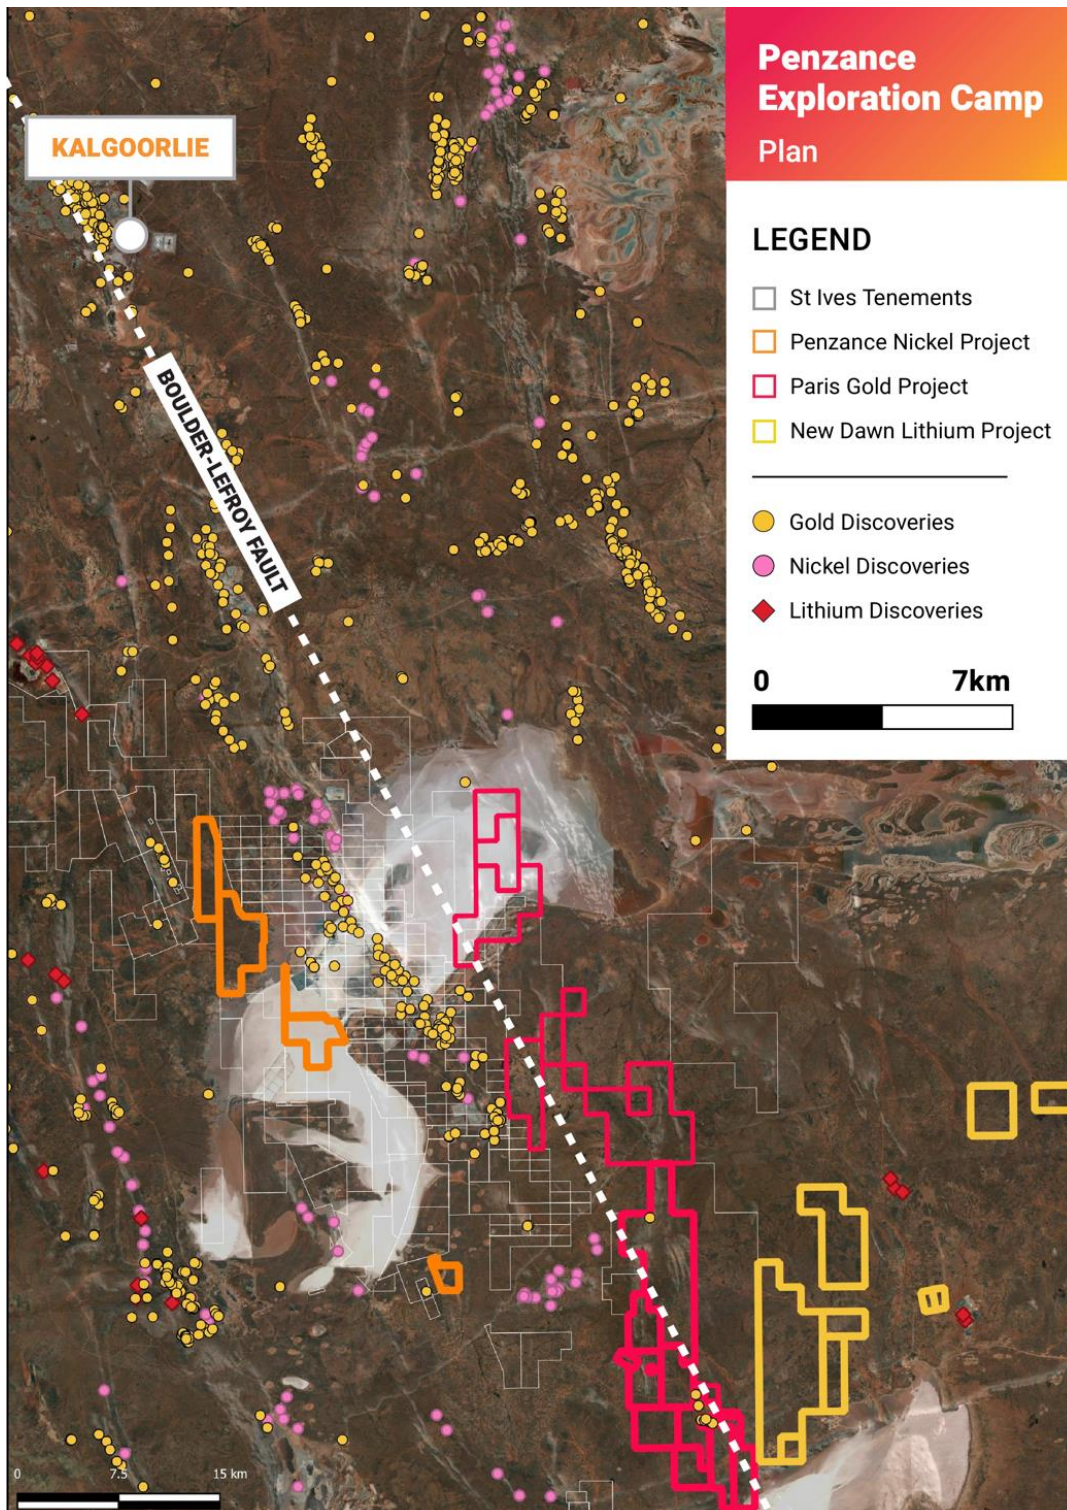 Penzance
Exploration Camp
Plan
KALGOORLIE
LEGEND
St Ives Tenements
Penzance Nickel Project
Paris Gold Project
New Dawn Lithium Project
Gold Discoveries
Nickel Discoveries
Lithium Discoveries
0 7km
BOULDER-LEFROY FAULT
0 7.5 15 km